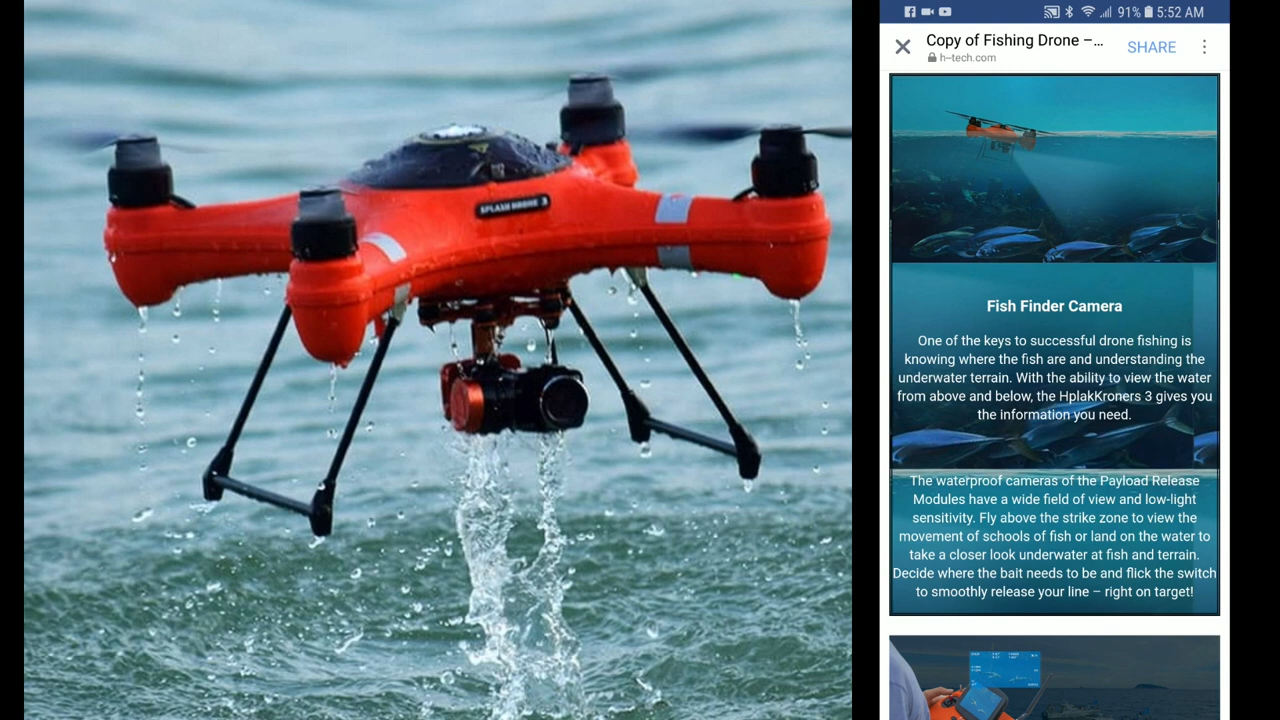 SPLASH DRONE 3
91% 5:52 AM
Copy of Fishing Drone –...
SHARE
h-tech.com
Fish Finder Camera
One of the keys to successful drone fishing is
knowing where the fish are and understanding the
underwater terrain. With the ability to view the water
from above and below, the HplakKroners 3 gives you
the information you need.
The waterproof cameras of the Payload Release
Modules have a wide field of view and low-light
sensitivity. Fly above the strike zone to view the
movement of schools of fish or land on the water to
take a closer look underwater at fish and terrain.
Decide where the bait needs to be and flick the switch
to smoothly release your line – right on target!